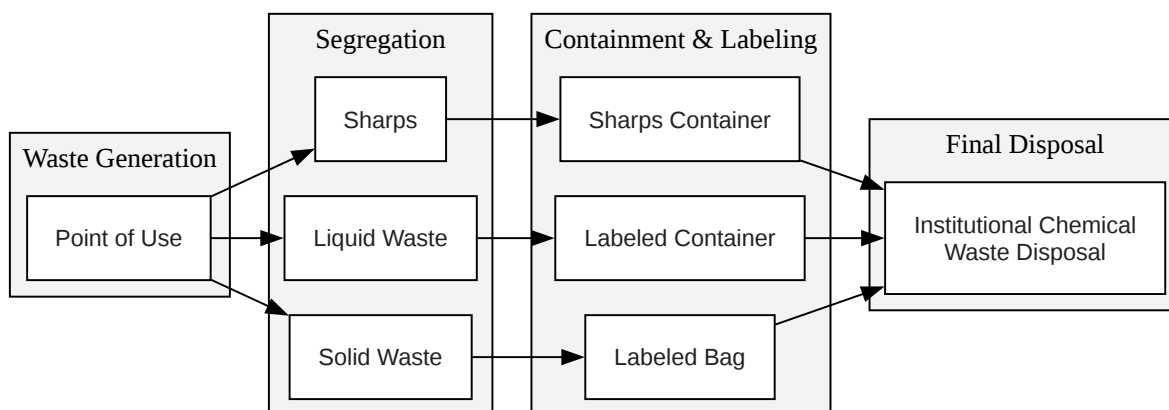 Waste Generation
Point of Use
Segregation
Sharps
Liquid Waste
Solid Waste
Containment & Labeling
Sharps Container
Labeled Container
Labeled Bag
Final Disposal
Institutional Chemical
Waste Disposal